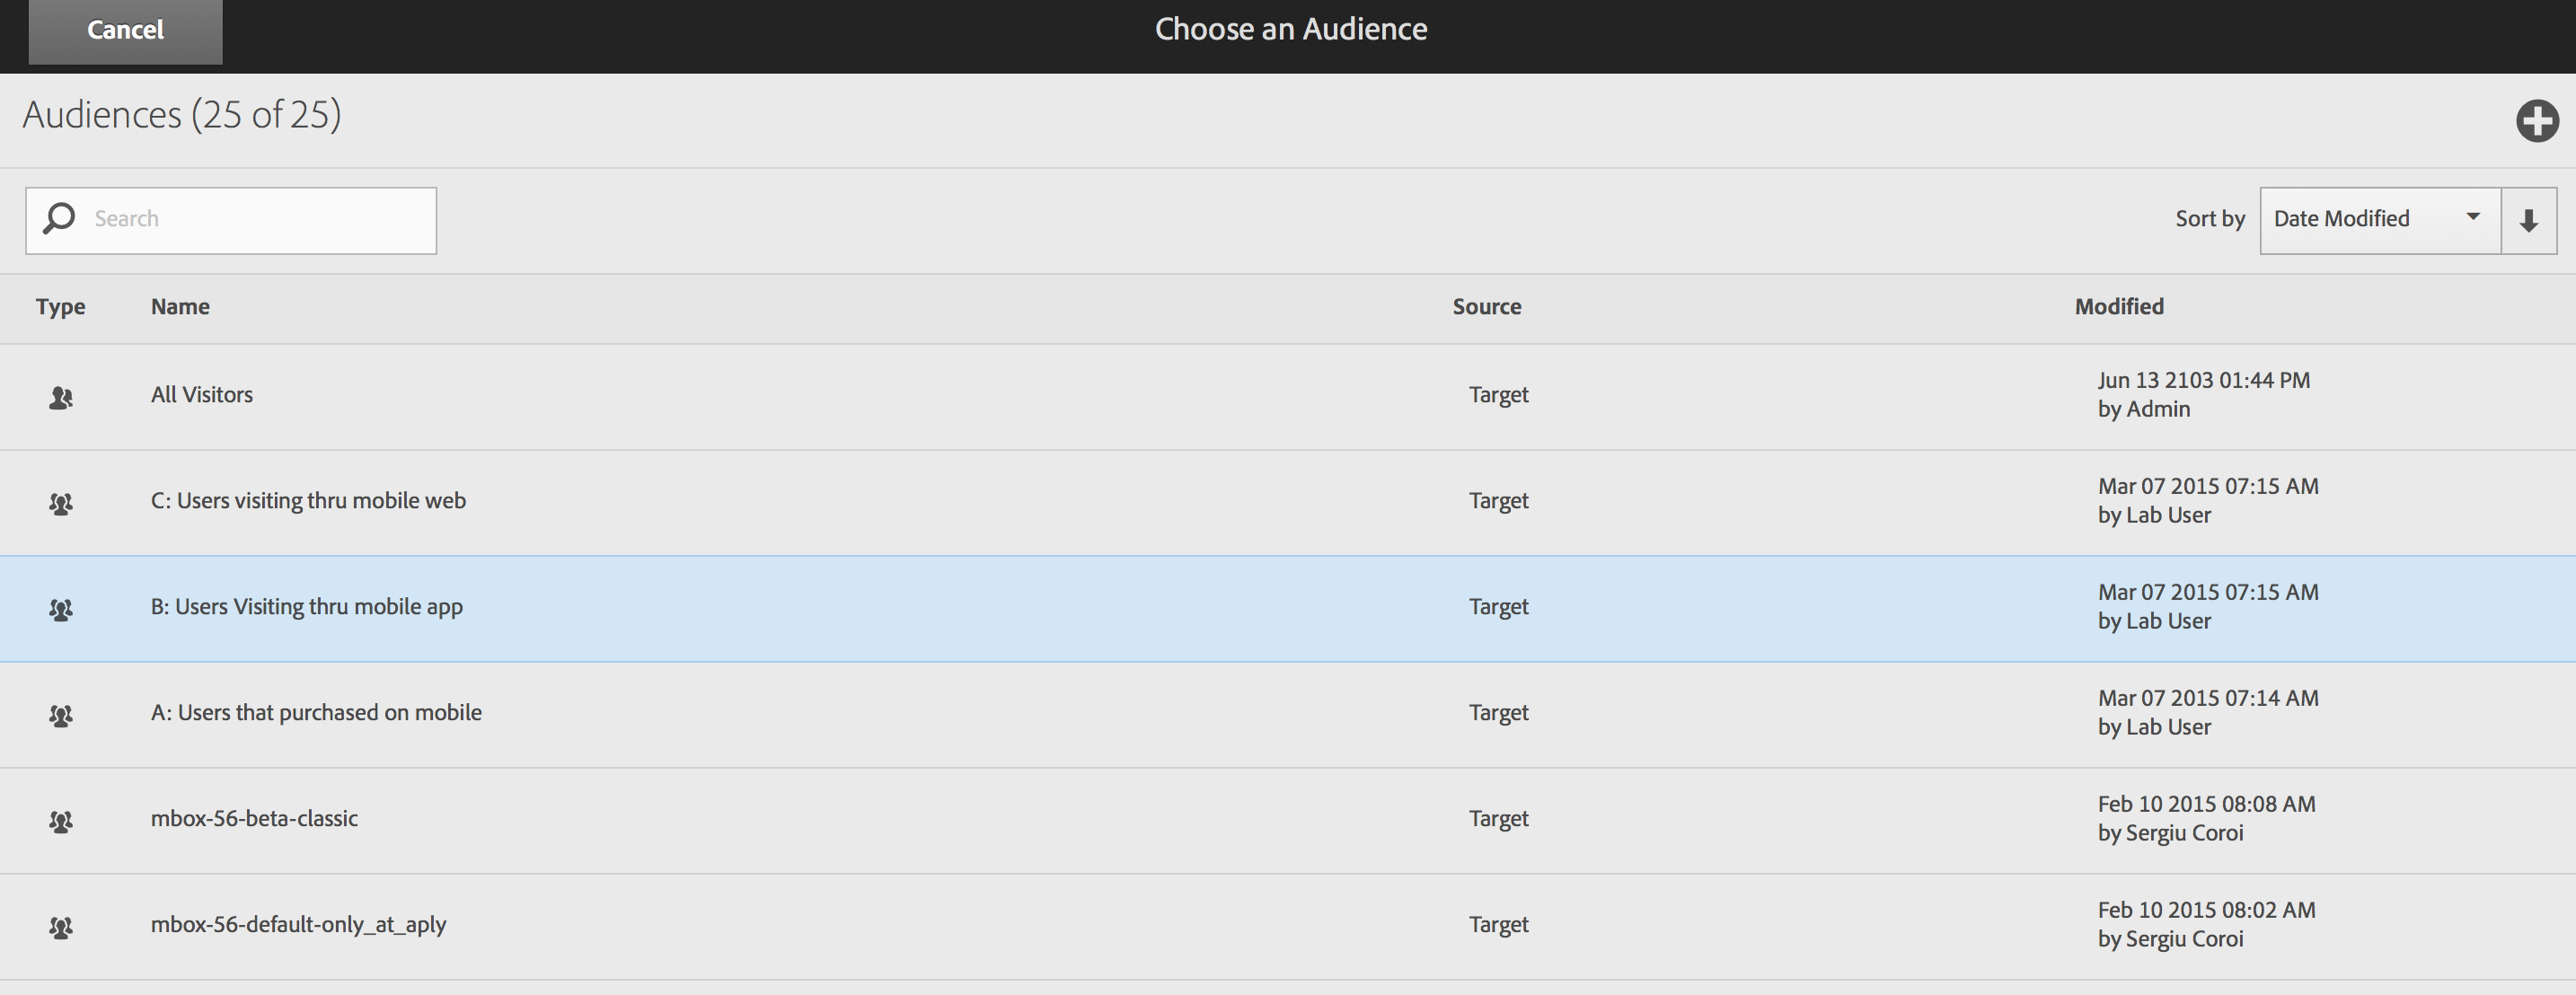 Cancel
Choose an Audience
Audiences (25 of 25)
Search
Sort by
Date Modified
Type Name Source Modified
All Visitors Target Jun 13 2103 01:44 PM
by Admin
C: Users visiting thru mobile web Target Mar 07 2015 07:15 AM
by Lab User
B: Users Visiting thru mobile app Target Mar 07 2015 07:15 AM
by Lab User
A: Users that purchased on mobile Target Mar 07 2015 07:14 AM
by Lab User
mbox-56-beta-classic Target Feb 10 2015 08:08 AM
by Sergiu Coroi
mbox-56-default-only_at_aply Target Feb 10 2015 08:02 AM
by Sergiu Coroi